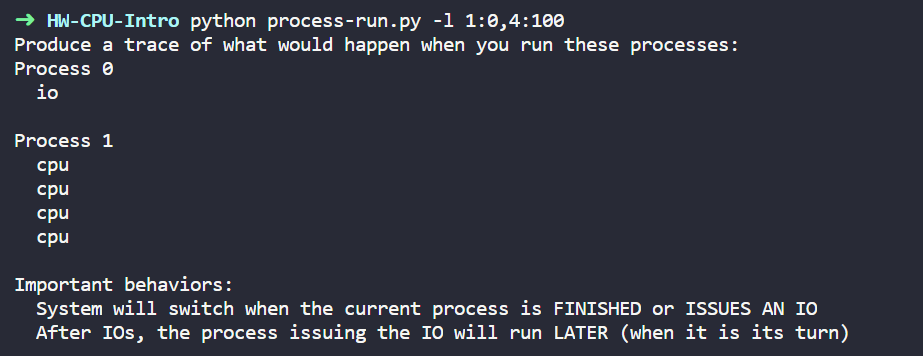 ➜ HW-CPU-Intro python process-run.py -l 1:0,4:100
Produce a trace of what would happen when you run these processes:
Process 0
  io

Process 1
  cpu
  cpu
  cpu
  cpu

Important behaviors:
  System will switch when the current process is FINISHED or ISSUES AN IO
  After IOs, the process issuing the IO will run LATER (when it is its turn)